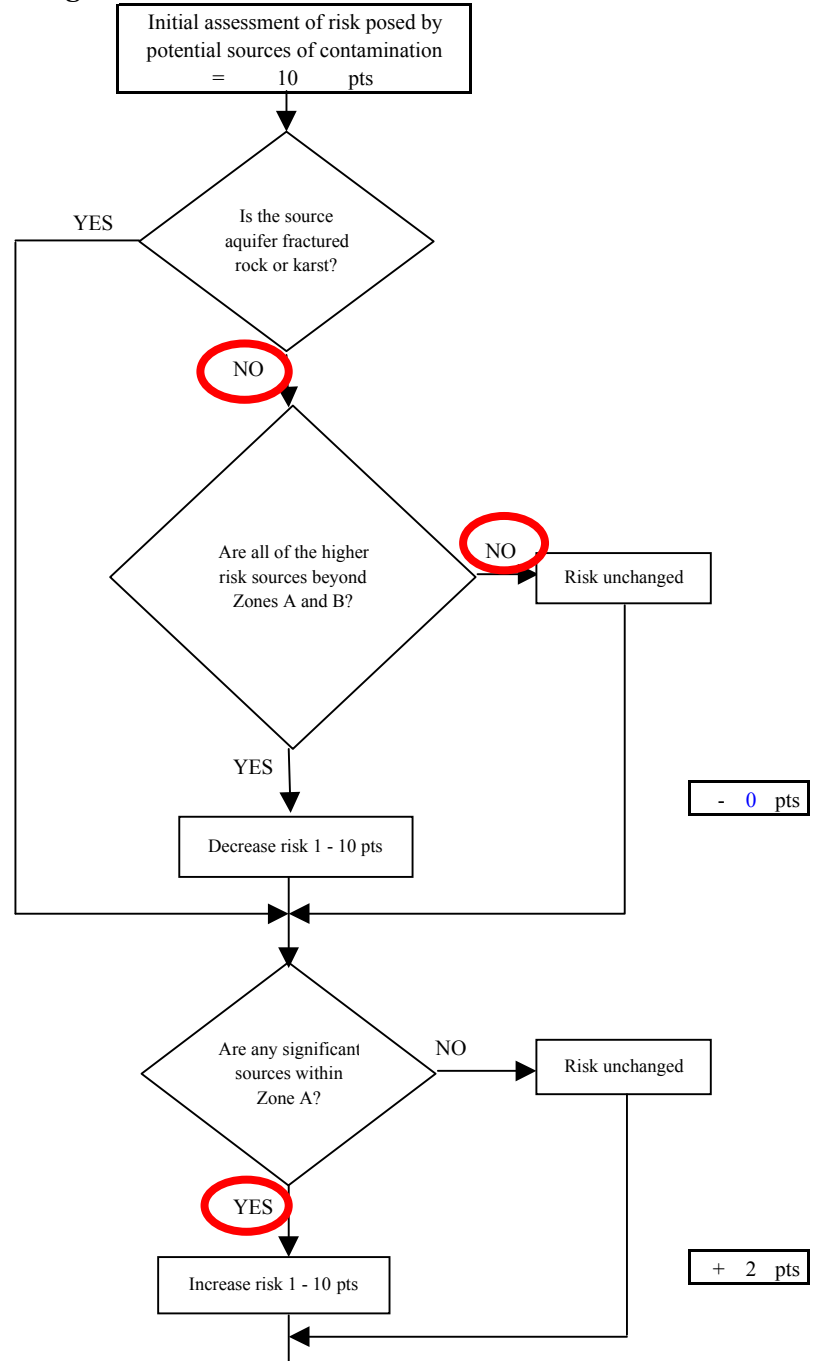 Initial assessment of risk posed by
potential sources of contamination
= 10 pts
YES
Is the source
aquifer fractured
rock or karst?
NO
Are all of the higher
risk sources beyond
Zones A and B?
NO
Risk unchanged
YES
- 0 pts
Decrease risk 1 - 10 pts
Are any significant
sources within
Zone A?
NO
Risk unchanged
YES
+ 2 pts
Increase risk 1 - 10 pts